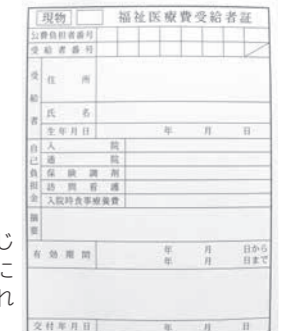 現物 福祉医療費受給者証
公費負担者番号
受給者番号
受給者
住所
氏名
生年月日 年 月 日
自己負担金
入院
通院
保険調剤
訪問看護
入院時食事療養費
摘要
有効期間 年 月 日から
年 月 日まで
交付年月日 年 月 日
じ
に
れ